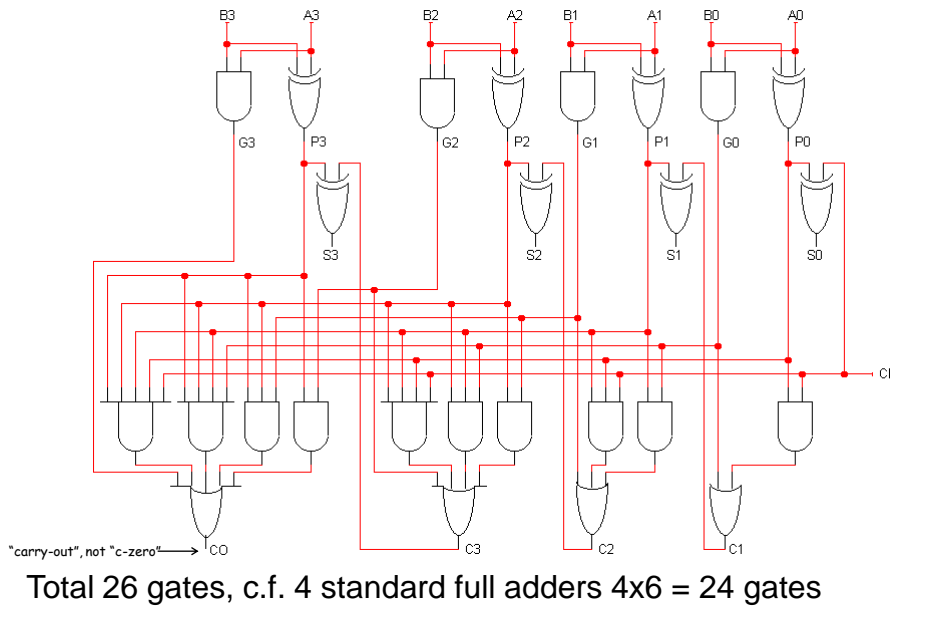 B3 A3 B2 A2 B1 A1 B0 A0
G3 P3 G2 P2 G1 P1 G0 P0
S3 S2 S1 S0
CI
"carry-out", not "c-zero" CO C3 C2 C1
Total 26 gates, c.f. 4 standard full adders 4x6 = 24 gates